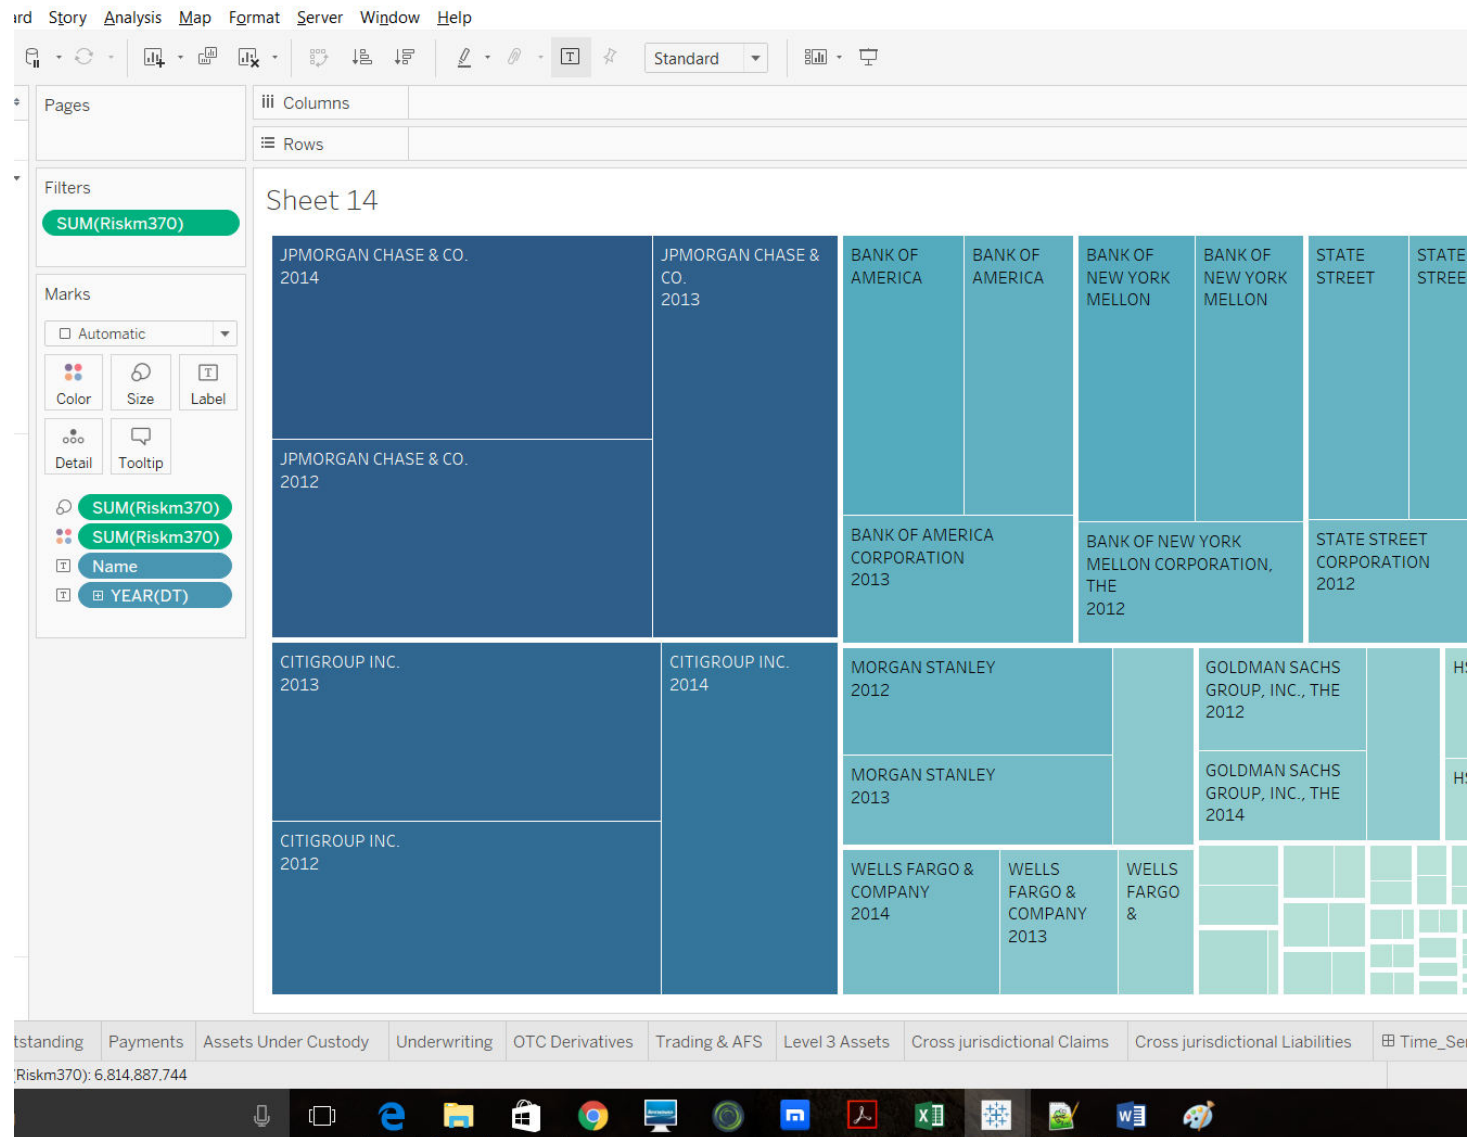 Story Analysis Map Format Server Window Help
Standard
Pages
Columns
Rows
Filters
SUM(Riskm370)
Sheet 14
Marks
Automatic
Color Size Label
Detail Tooltip
SUM(Riskm370)
SUM(Riskm370)
Name
YEAR(DT)
JPMORGAN CHASE & CO.
2014
JPMORGAN CHASE &
CO.
2013
JPMORGAN CHASE & CO.
2012
CITIGROUP INC.
2013
CITIGROUP INC.
2014
CITIGROUP INC.
2012
BANK OF
AMERICA
BANK OF
AMERICA
BANK OF AMERICA
CORPORATION
2013
BANK OF
NEW YORK
MELLON
BANK OF
NEW YORK
MELLON
BANK OF NEW YORK
MELLON CORPORATION,
THE
2012
STATE
STREET
STATE
STREE
STATE STREET
CORPORATION
2012
MORGAN STANLEY
2012
MORGAN STANLEY
2013
GOLDMAN SACHS
GROUP, INC., THE
2012
GOLDMAN SACHS
GROUP, INC., THE
2014
WELLS FARGO &
COMPANY
2014
WELLS
FARGO &
COMPANY
2013
WELLS
FARGO
&
tstanding Payments Assets Under Custody Underwriting OTC Derivatives Trading & AFS Level 3 Assets Cross jurisdictional Claims Cross jurisdictional Liabilities Time_Se
(Riskm370): 6,814,887,744